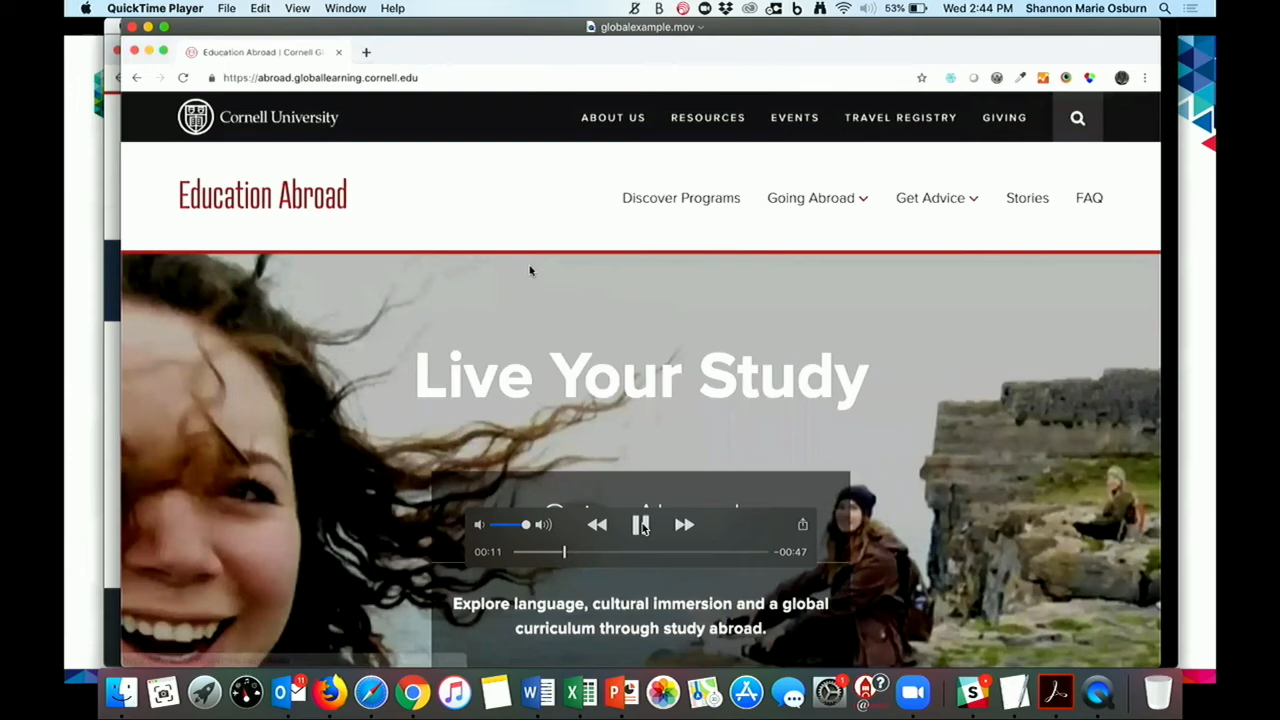 QuickTime Player File Edit View Window Help 53% Wed 2:44 PM Shannon Marie Osburn
globalexample.mov
Education Abroad | Cornell Gl
https://abroad.globallearning.cornell.edu
Cornell University ABOUT US RESOURCES EVENTS TRAVEL REGISTRY GIVING
Education Abroad Discover Programs Going Abroad Get Advice Stories FAQ
Live Your Study
00:11 -00:47
Explore language, cultural immersion and a global
curriculum through study abroad.
11 1